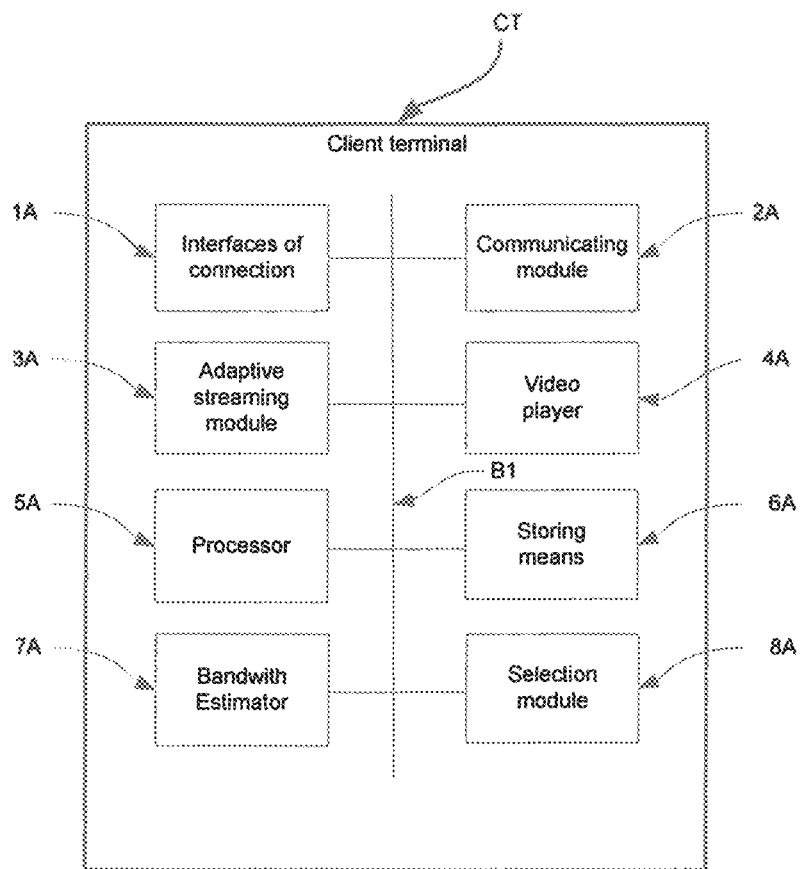 CT
Client terminal
1A
Interfaces of
connection
Communicating
module
2A
3A
Adaptive
streaming
module
Video
player
4A
B1
5A
Processor
Storing
means
6A
7A
Bandwith
Estimator
Selection
module
8A